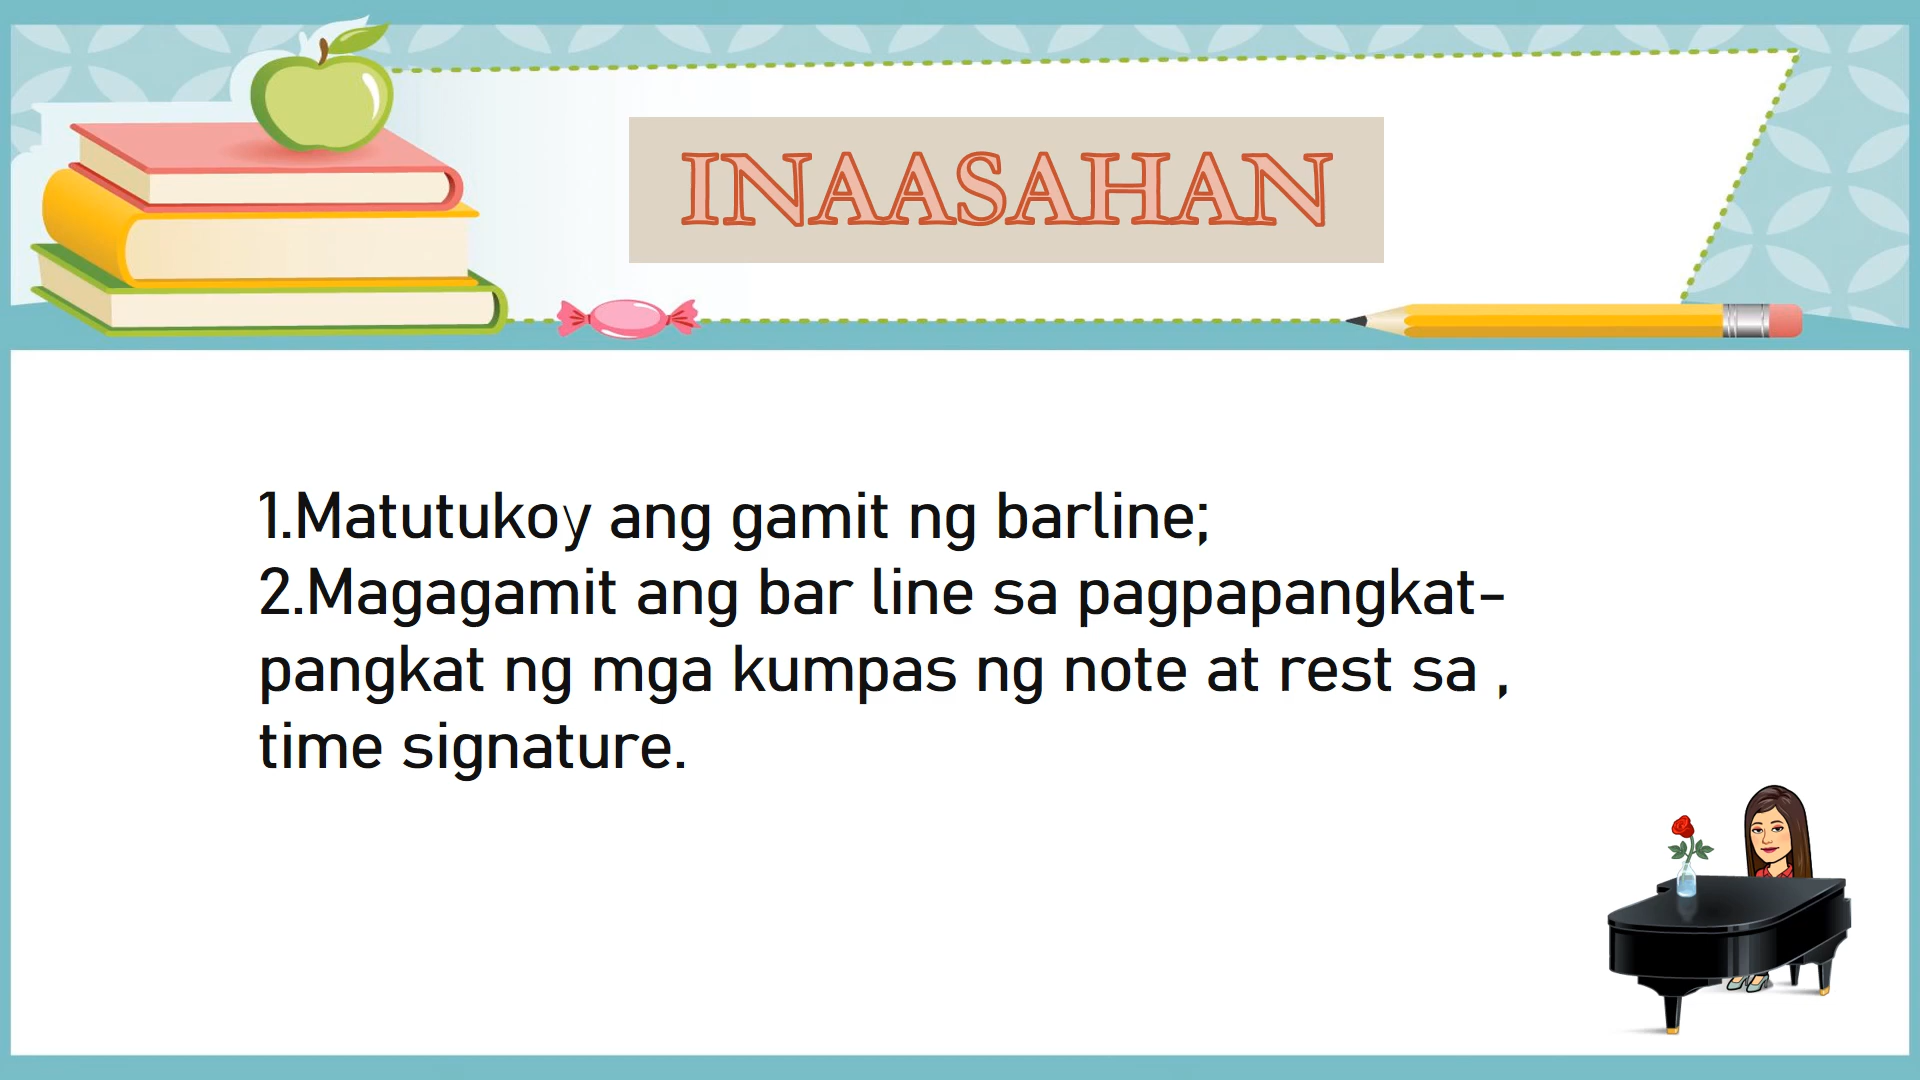 INAASAHAN
1.Matutukoy ang gamit ng barline;
2.Magagamit ang bar line sa pagpapangkat-
pangkat ng mga kumpas ng note at rest sa ,
time signature.